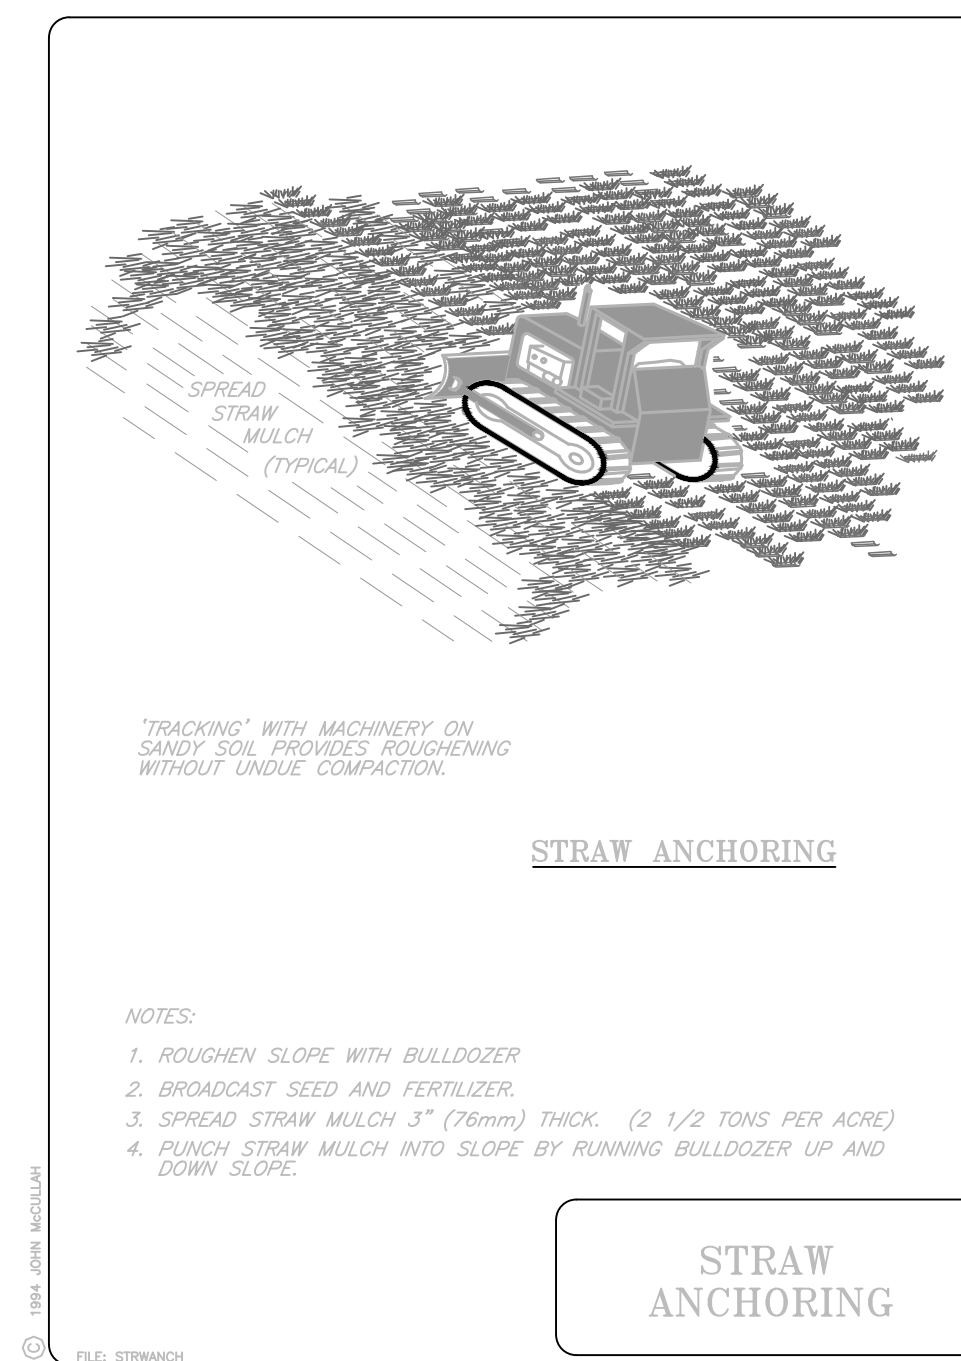 SPREAD
STRAW
MULCH
(TYPICAL)
'TRACKING' WITH MACHINERY ON
SANDY SOIL PROVIDES ROUGHENING
WITHOUT UNDUE COMPACTION.
STRAW ANCHORING
NOTES:
1. ROUGHEN SLOPE WITH BULLDOZER
2. BROADCAST SEED AND FERTILIZER.
3. SPREAD STRAW MULCH 3" (76mm) THICK. (2 1/2 TONS PER ACRE)
4. PUNCH STRAW MULCH INTO SLOPE BY RUNNING BULLDOZER UP AND
DOWN SLOPE.
© 1994 JOHN McCULLAH
STRAW
ANCHORING
FILE: STRWANCH